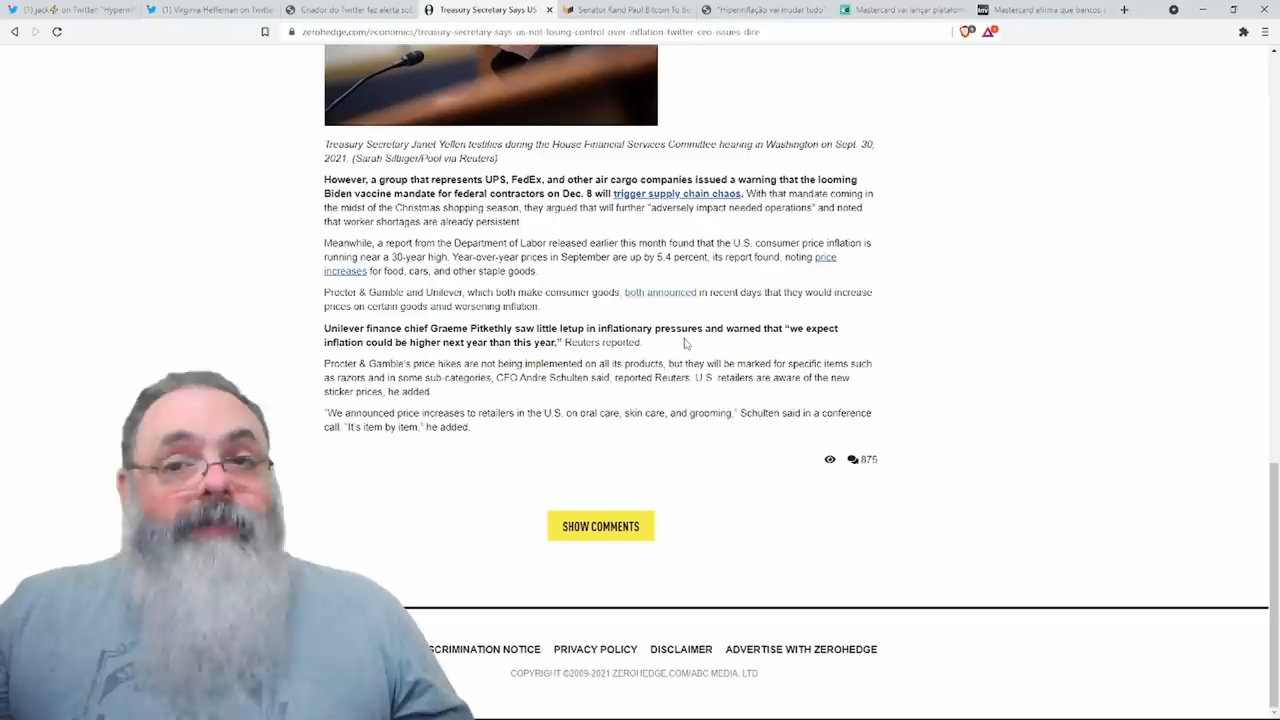 (1) jack⚡ on Twitter: "Hyperinfl
(1) Virginia Heffernan on Twitte
Criador do Twitter faz alerta sob
Treasury Secretary Says US
Senator Rand Paul Bitcoin To Be
"Hiperinflação vai mudar tudo"
Mastercard vai lançar plataform
Mastercard afirma que bancos
zerohedge.com/economics/treasury-secretary-says-us-not-losing-control-over-inflation-twitter-ceo-issues-dire
Treasury Secretary Janet Yellen testifies during the House Financial Services Committee hearing in Washington on Sept. 30,
2021. (Sarah Silbiger/Pool via Reuters)
However, a group that represents UPS, FedEx, and other air cargo companies issued a warning that the looming
Biden vaccine mandate for federal contractors on Dec. 8 will trigger supply chain chaos. With that mandate coming in
the midst of the Christmas shopping season, they argued that will further “adversely impact needed operations” and noted
that worker shortages are already persistent
Meanwhile, a report from the Department of Labor released earlier this month found that the U.S. consumer price inflation is
running near a 30-year high. Year-over-year prices in September are up by 5.4 percent, its report found, noting price
increases for food, cars, and other staple goods.
Procter & Gamble and Unilever, which both make consumer goods, both announced in recent days that they would increase
prices on certain goods amid worsening inflation.
Unilever finance chief Graeme Pitkethly saw little letup in inflationary pressures and warned that “we expect
inflation could be higher next year than this year,” Reuters reported.
Procter & Gamble's price hikes are not being implemented on all its products, but they will be marked for specific items such
as razors and in some sub-categories, CFO Andre Schulten said, reported Reuters. U.S. retailers are aware of the new
sticker prices, he added.
“We announced price increases to retailers in the U.S. on oral care, skin care, and grooming,” Schulten said in a conference
call. “It's item by item,” he added.
875
SHOW COMMENTS
SCRIMINATION NOTICE PRIVACY POLICY DISCLAIMER ADVERTISE WITH ZEROHEDGE
COPYRIGHT ©2009-2021 ZEROHEDGE.COM/ABC MEDIA, LTD